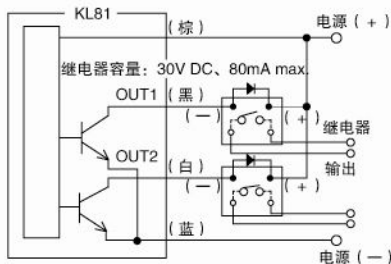 KL81
(棕)
电源(+)
继电器容量：30V DC、80mA max.
OUT1
(黑)
(—)
(+)
继电器
OUT2
输出
(白)
(—)
(+)
(蓝)
电源(—)